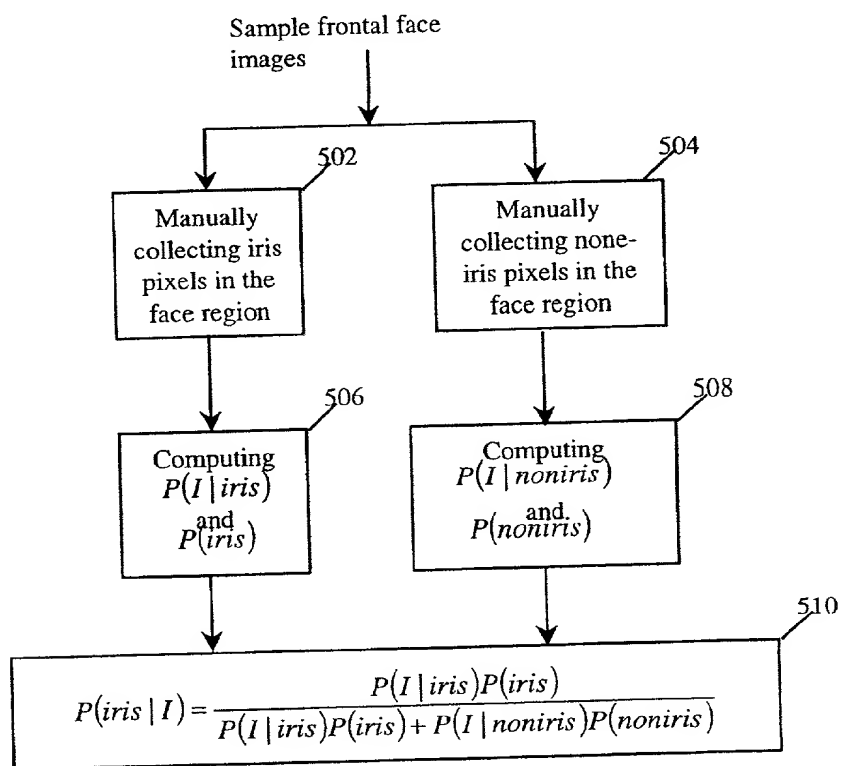 Sample frontal face
images
502
504
Manually
collecting iris
pixels in the
face region
Manually
collecting none-
iris pixels in the
face region
506
508
Computing
P(I | iris)
and
P(iris)
Computing
P(I | noniris)
and.
P(noniris)
510
P(iris | I) = P(I | iris)P(iris) / P(I | iris)P(iris) + P(I | noniris)P(noniris)